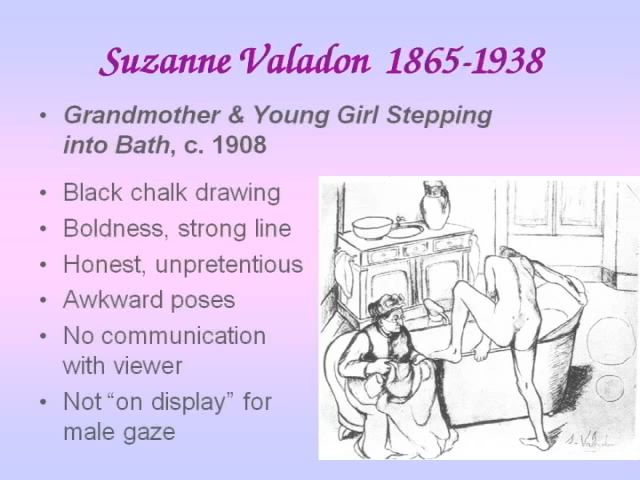 Suzanne Valadon 1865-1938
• Grandmother & Young Girl Stepping
into Bath, c. 1908
• Black chalk drawing
• Boldness, strong line
• Honest, unpretentious
• Awkward poses
• No communication
with viewer
• Not “on display” for
male gaze